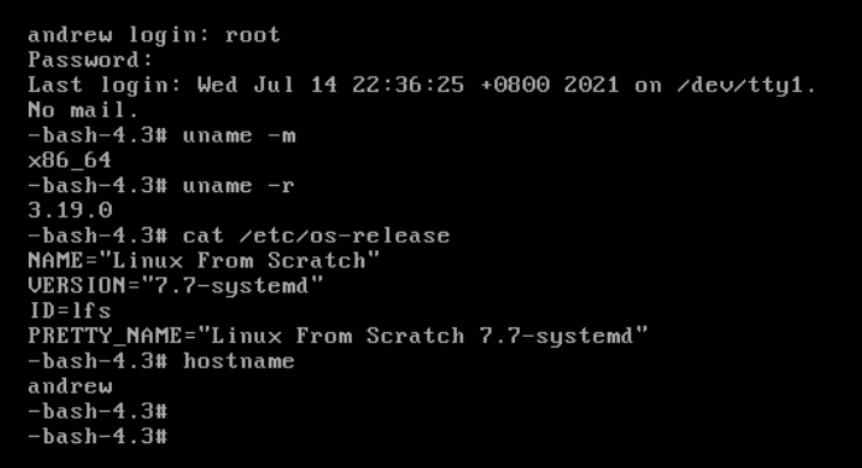 andrew login: root
Password:
Last login: Wed Jul 14 22:36:25 +0800 2021 on /dev/tty1.
No mail.
-bash-4.3# uname -m
x86_64
-bash-4.3# uname -r
3.19.0
-bash-4.3# cat /etc/os-release
NAME="Linux From Scratch"
VERSION="7.7-systemd"
ID=lfs
PRETTY_NAME="Linux From Scratch 7.7-systemd"
-bash-4.3# hostname
andrew
-bash-4.3#
-bash-4.3#